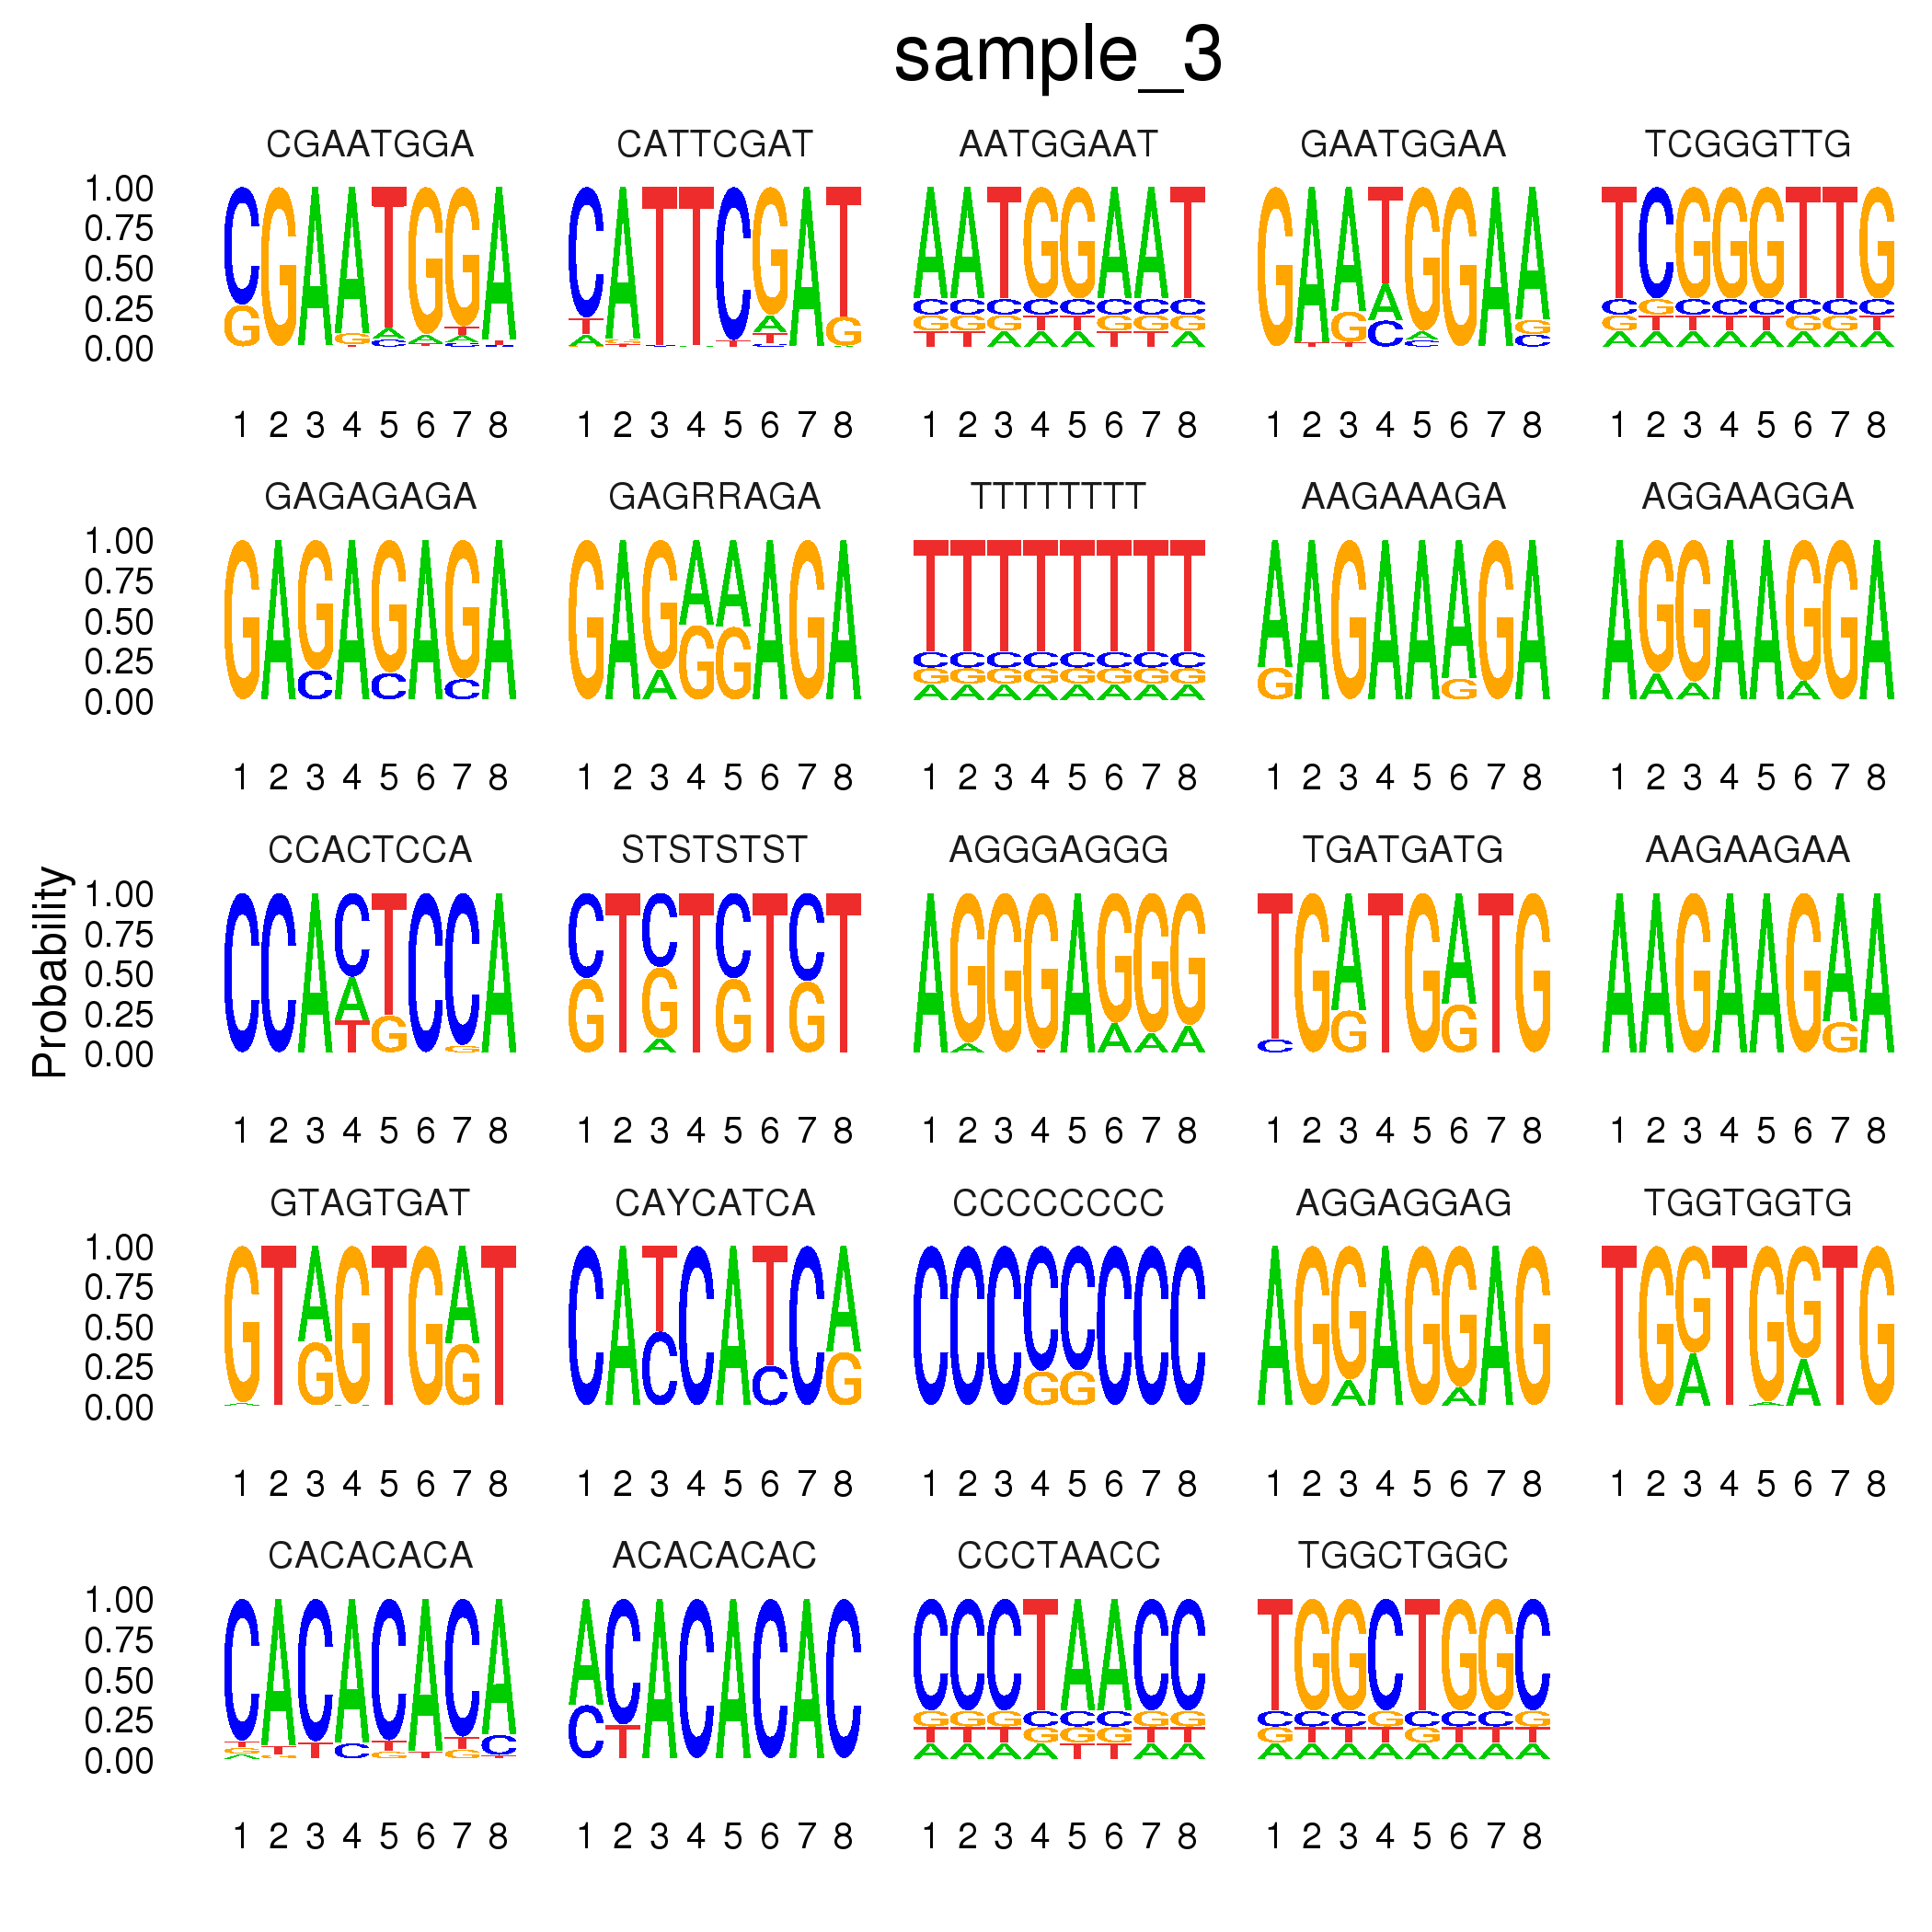 sample_3
CGAATGGA CATTCGAT AATGGAAT GAATGGAA TCGGGTTG
1.00
0.75
0.50
0.25
0.00
1 2 3 4 5 6 7 8 1 2 3 4 5 6 7 8 1 2 3 4 5 6 7 8 1 2 3 4 5 6 7 8 1 2 3 4 5 6 7 8
GAGAGAGA GAGRRAGA TTTTTTTT AAGAAAGA AGGAAGGA
1.00
0.75
0.50
0.25
0.00
1 2 3 4 5 6 7 8 1 2 3 4 5 6 7 8 1 2 3 4 5 6 7 8 1 2 3 4 5 6 7 8 1 2 3 4 5 6 7 8
Probability
CCACTCCA STSTSTST AGGGAGGG TGATGATG AAGAAGAA
1.00
0.75
0.50
0.25
0.00
1 2 3 4 5 6 7 8 1 2 3 4 5 6 7 8 1 2 3 4 5 6 7 8 1 2 3 4 5 6 7 8 1 2 3 4 5 6 7 8
GTAGTGAT CAYCATCA CCCCCCCC AGGAGGAG TGGTGGTG
1.00
0.75
0.50
0.25
0.00
1 2 3 4 5 6 7 8 1 2 3 4 5 6 7 8 1 2 3 4 5 6 7 8 1 2 3 4 5 6 7 8 1 2 3 4 5 6 7 8
CACACACA ACACACAC CCCTAACC TGGCTGGC
1.00
0.75
0.50
0.25
0.00
1 2 3 4 5 6 7 8 1 2 3 4 5 6 7 8 1 2 3 4 5 6 7 8 1 2 3 4 5 6 7 8